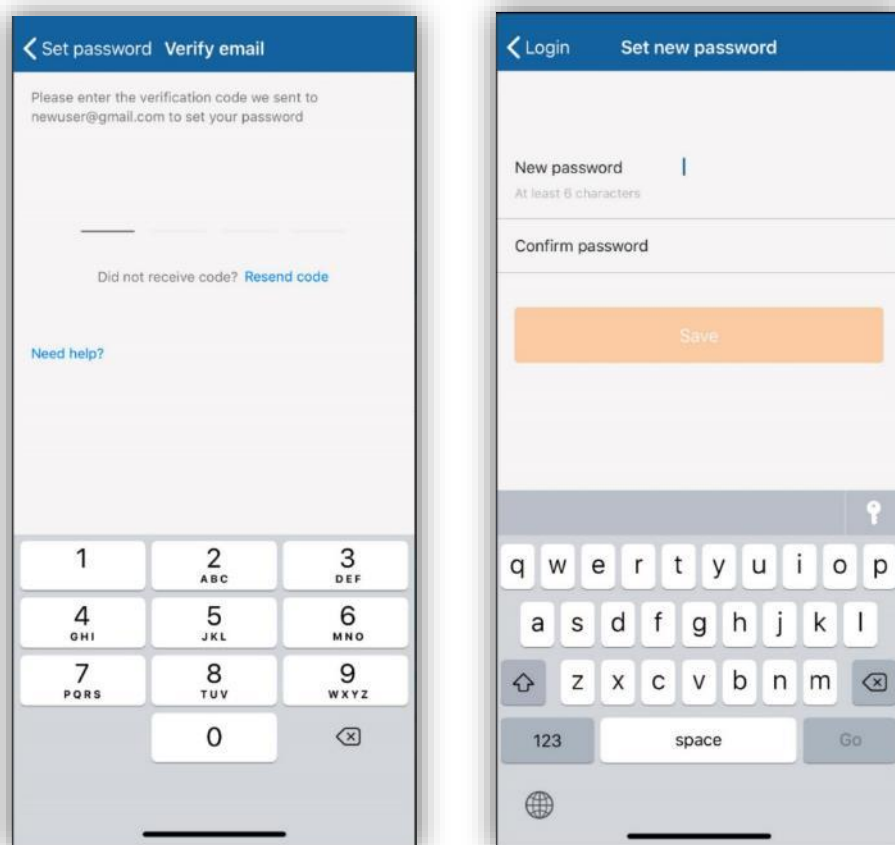 Set password Verify email
Please enter the verification code we sent to
newuser@gmail.com to set your password
Did not receive code? Resend code
Need help?
1
2
ABC
3
DEF
4
GHI
5
JKL
6
MNO
7
PQRS
8
TUV
9
WXYZ
0
Login Set new password
New password
At least 6 characters
Confirm password
Save
q w e r t y u i o p
a s d f g h j k l
z x c v b n m
123 space Go